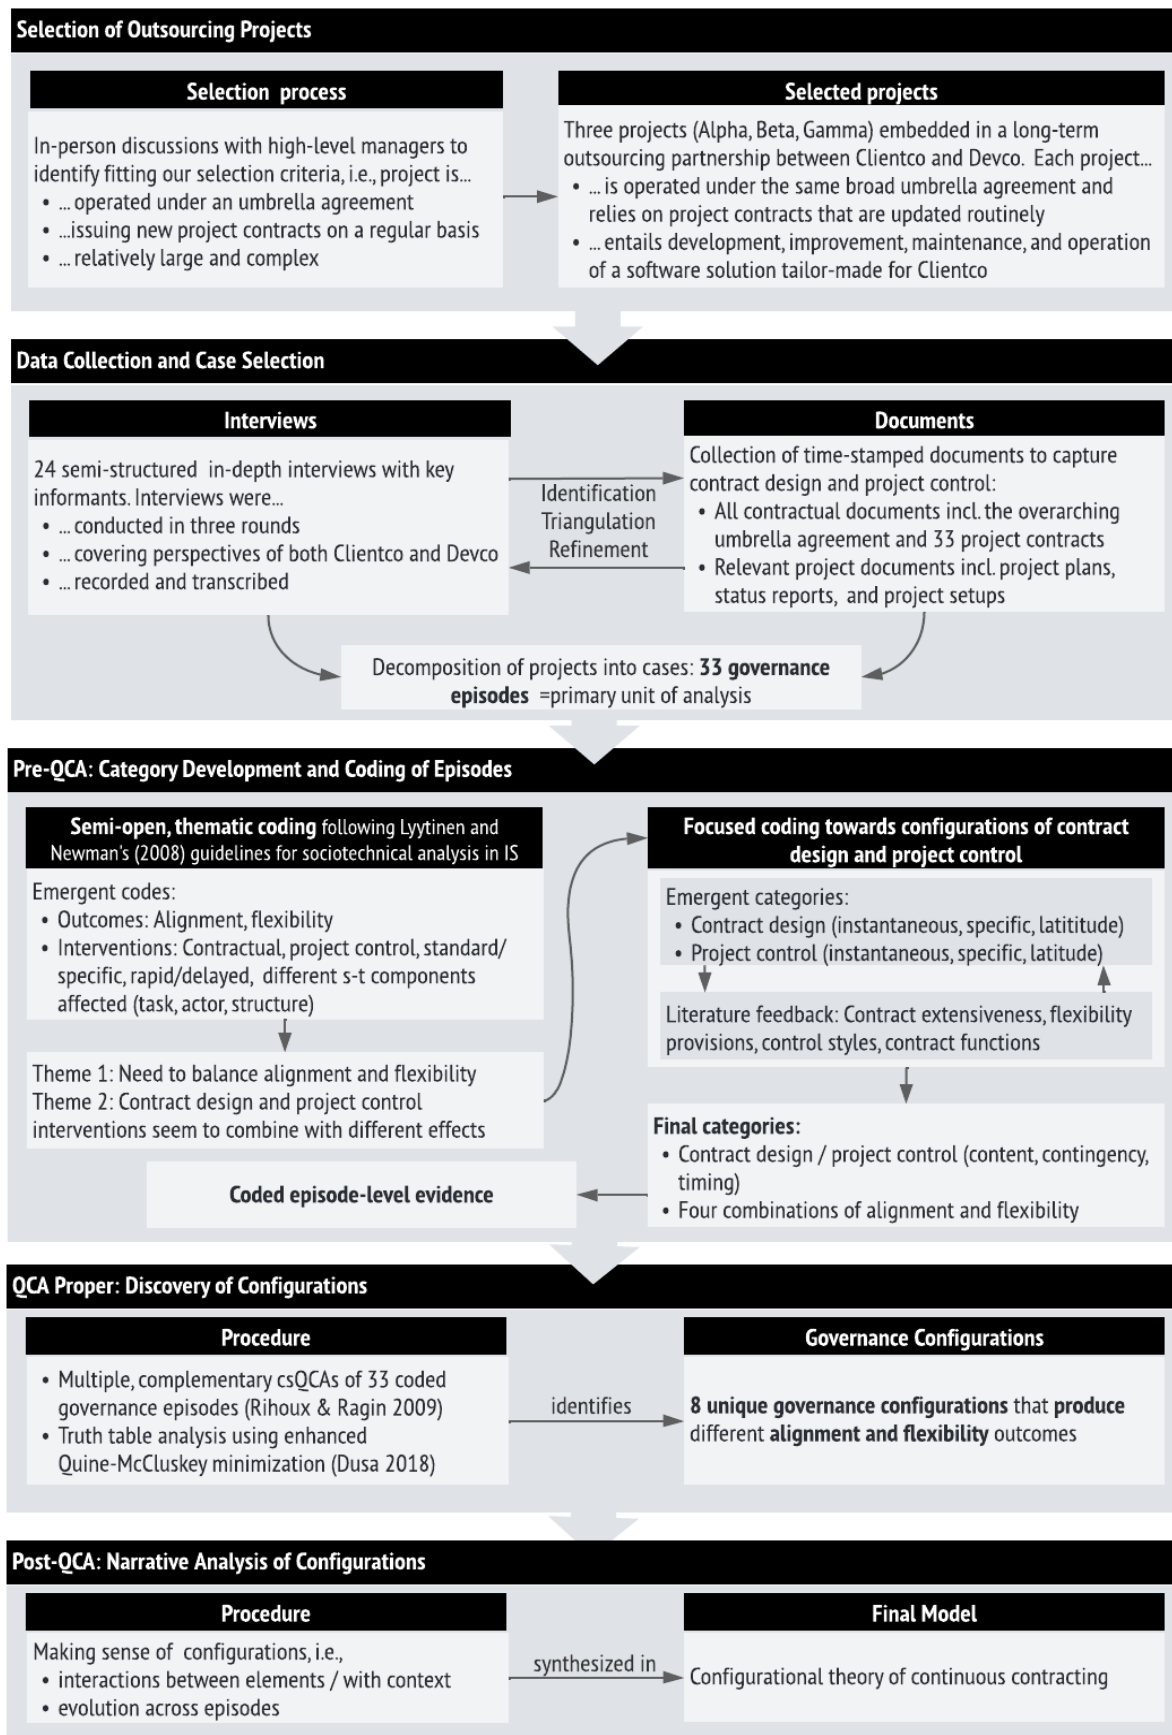 Selection of Outsourcing Projects
Selection process
In-person discussions with high-level managers to
identify fitting our selection criteria, i.e., project is...
• ... operated under an umbrella agreement
• ...issuing new project contracts on a regular basis
• ... relatively large and complex
Selected projects
Three projects (Alpha, Beta, Gamma) embedded in a long-term
outsourcing partnership between Clientco and Devco. Each project...
• ... is operated under the same broad umbrella agreement and
relies on project contracts that are updated routinely
• ... entails development, improvement, maintenance, and operation
of a software solution tailor-made for Clientco
Data Collection and Case Selection
Interviews
24 semi-structured in-depth interviews with key
informants. Interviews were...
• ... conducted in three rounds
• ... covering perspectives of both Clientco and Devco
• ... recorded and transcribed
Identification
Triangulation
Refinement
Documents
Collection of time-stamped documents to capture
contract design and project control:
• All contractual documents incl. the overarching
umbrella agreement and 33 project contracts
• Relevant project documents incl. project plans,
status reports, and project setups
Decomposition of projects into cases: 33 governance
episodes =primary unit of analysis
Pre-QCA: Category Development and Coding of Episodes
Semi-open, thematic coding following Lyytinen and
Newman's (2008) guidelines for sociotechnical analysis in IS
Emergent codes:
• Outcomes: Alignment, flexibility
• Interventions: Contractual, project control, standard/
specific, rapid/delayed, different s-t components
affected (task, actor, structure)
Theme 1: Need to balance alignment and flexibility
Theme 2: Contract design and project control
interventions seem to combine with different effects
Focused coding towards configurations of contract
design and project control
Emergent categories:
• Contract design (instantaneous, specific, latititude)
• Project control (instantaneous, specific, latitude)
Literature feedback: Contract extensiveness, flexibility
provisions, control styles, contract functions
Final categories:
• Contract design / project control (content, contingency,
timing)
• Four combinations of alignment and flexibility
Coded episode-level evidence
QCA Proper: Discovery of Configurations
Procedure
• Multiple, complementary csQCAs of 33 coded
governance episodes (Rihoux & Ragin 2009)
• Truth table analysis using enhanced
Quine-McCluskey minimization (Dusa 2018)
identifies
Governance Configurations
8 unique governance configurations that produce
different alignment and flexibility outcomes
Post-QCA: Narrative Analysis of Configurations
Procedure
Making sense of configurations, i.e.,
• interactions between elements / with context
• evolution across episodes
synthesized in
Final Model
Configurational theory of continuous contracting